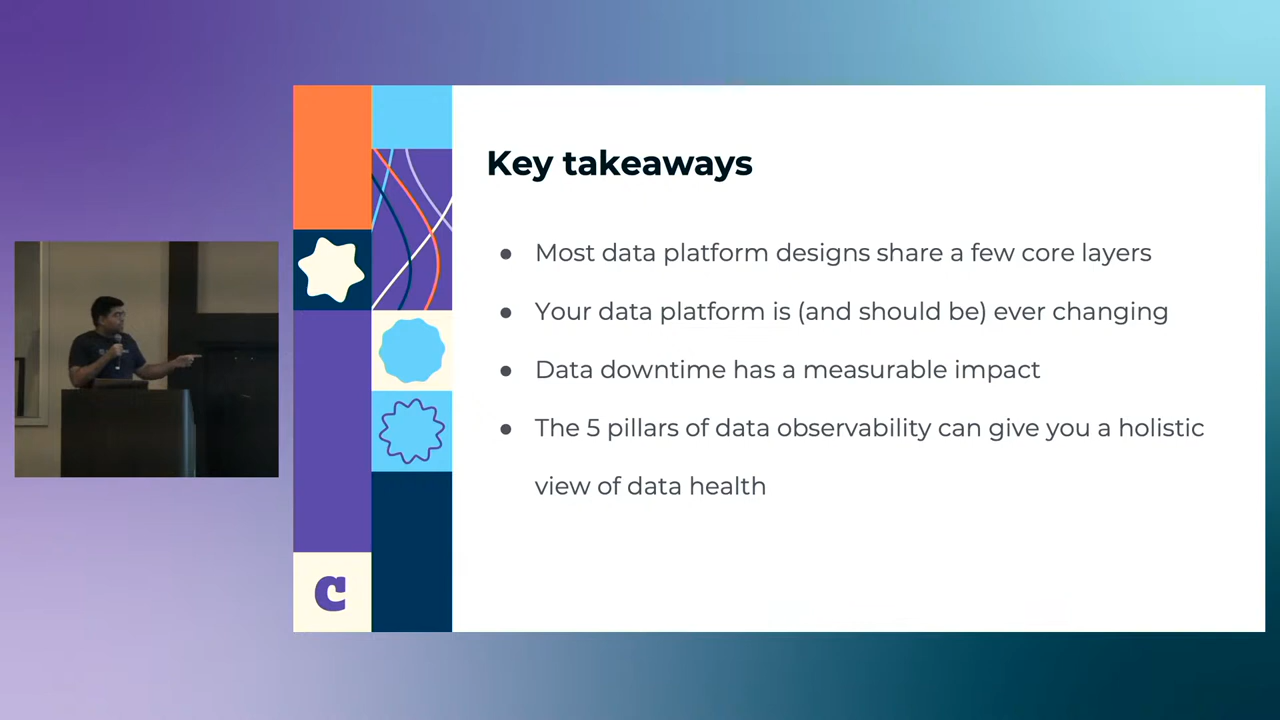 Key takeaways
● Most data platform designs share a few core layers
● Your data platform is (and should be) ever changing
● Data downtime has a measurable impact
● The 5 pillars of data observability can give you a holistic
view of data health
C